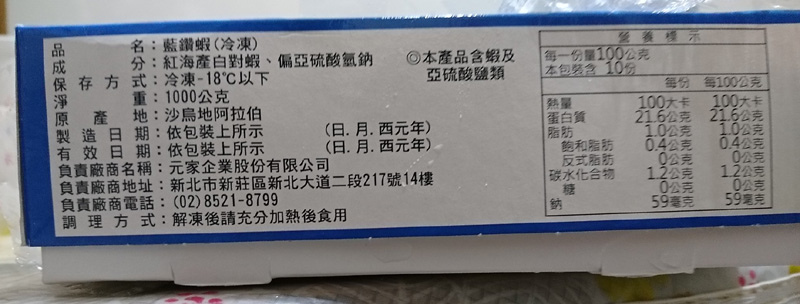 品名：藍鑽蝦(冷凍)
成分：紅海產白對蝦、偏亞硫酸氫鈉
保存方式：冷凍-18℃以下
淨重：1000公克
原產地：沙烏地阿拉伯
製造日期：依包裝上所示 (日.月.西元年)
有效日期：依包裝上所示 (日.月.西元年)
負責廠商名稱：元家企業股份有限公司
負責廠商地址：新北市新莊區新北大道二段217號14樓
負責廠商電話：(02)8521-8799
調理方式：解凍後請充分加熱後食用
◎本產品含蝦及
亞硫酸鹽類
營養標示
每一份量100公克
本包裝含10份
每份 每100公克
熱量 100大卡 100大卡
蛋白質 21.6公克 21.6公克
脂肪 1.0公克 1.0公克
飽和脂肪 0.4公克 0.4公克
反式脂肪 0公克 0公克
碳水化合物 1.2公克 1.2公克
糖 0公克 0公克
鈉 59毫克 59毫克